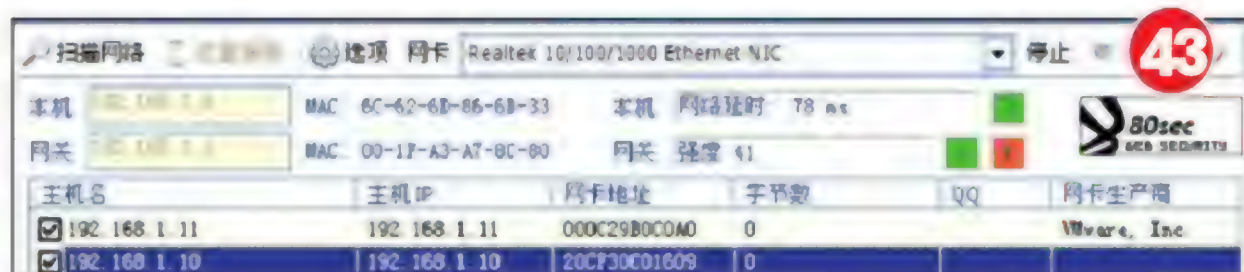 扫描网络 选项 网卡 Realtek 10/100/1000 Ethernet NIC 停止 43
本机 MAC 6C-62-6D-86-6B-33 本机 网络延时 78 ms
80sec
WEB SECURITY
网关 MAC 00-1F-A3-A7-8C-80 网关 强度 41
主机名 主机IP 网卡地址 字节数 QQ 网卡生产商
192.168.1.11 192.168.1.11 000C29B0C0A0 0 VMware, Inc.
192.168.1.10 192.168.1.10 20CF30C01609 0